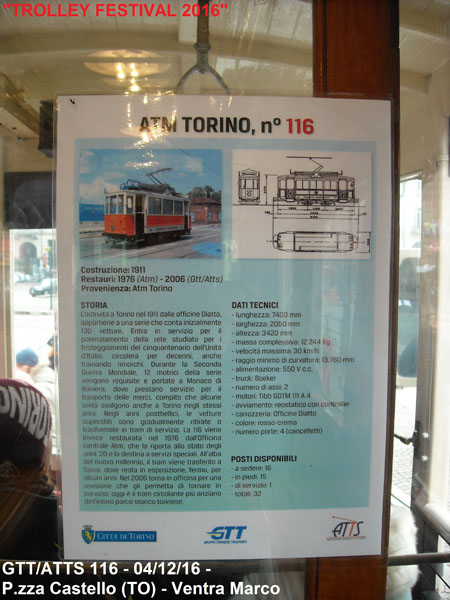 "TROLLEY FESTIVAL 2016"
ATM TORINO, n° 116
Costruzione: 1911
Restauri: 1976 (Atm) - 2006 (Gtt/Atts)
Provenienza: Atm Torino
STORIA
Costruita a Torino nel 1911 dalle officine Diatto,
appartiene a una serie che conta inizialmente
130 vetture. Entra in servizio per il
potenziamento della rete studiato per i
festeggiamenti del cinquantenario dell'Unità
d'Italia; circolerà per decenni, anche
trainando rimorchi. Durante la Seconda
Guerra Mondiale, 12 motrici della serie
vengono requisite e portate a Monaco di
Baviera, dove prestano servizio per il
trasporto delle merci, compito che alcune
unità svolgono anche a Torino negli stessi
anni. Negli anni postbellici, le vetture
superstiti sono gradualmente ritirate o
trasformate in tram di servizio. La 116 viene
invece restaurata nel 1976 dall'Officina
centrale Atm, che la riporta allo stato degli
anni '20 e la destina a servizi speciali. All'alba
del nuovo millennio, il tram viene trasferito a
Sassi, dove resta in esposizione, fermo, per
alcuni anni. Nel 2006 torna in officina per una
revisione che gli permetta di tornare in
servizio: oggi è il tram circolante più anziano
dell'intero parco storico torinese.
DATI TECNICI
- lunghezza: 7400 mm
- larghezza: 2050 mm
- altezza: 3420 mm
- massa complessiva: 12.244 Kg
- velocità massima: 30 km/h
- raggio minimo di curvatura: 13.760 mm
- alimentazione: 550 V c.c.
- truck: Boeker
- numero di assi: 2
- motori: Tibb GDTM 111 A 4
- avviamento: reostatico con controller
- carrozzeria: Officine Diatto
- colore: rosso-crema
- numero porte: 4 (cancelletti)
POSTI DISPONIBILI
- a sedere: 16
- in piedi: 15
- di servizio: 1
- totali: 32
CITTA' DI TORINO
GTT
GRUPPO TORINESE TRASPORTI
ATTS
GTT/ATTS 116 - 04/12/16 -
P.zza Castello (TO) - Ventra Marco